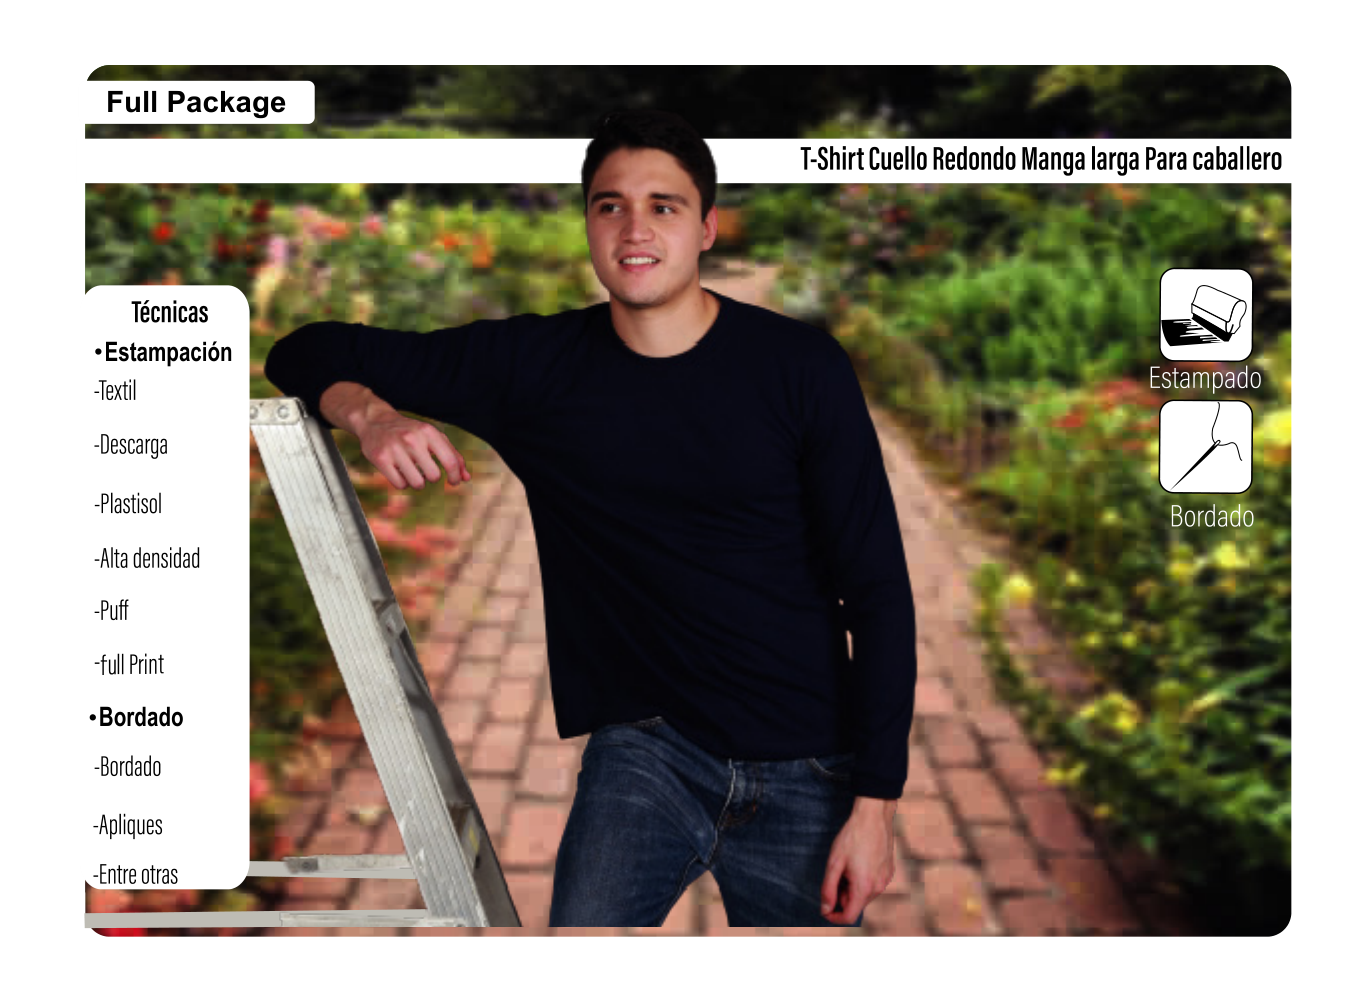 Full Package
T-Shirt Cuello Redondo Manga larga Para caballero
Técnicas
•Estampación
-Textil
-Descarga
-Plastisol
-Alta densidad
-Puff
-full Print
•Bordado
-Bordado
-Apliques
-Entre otras
Estampado
Bordado